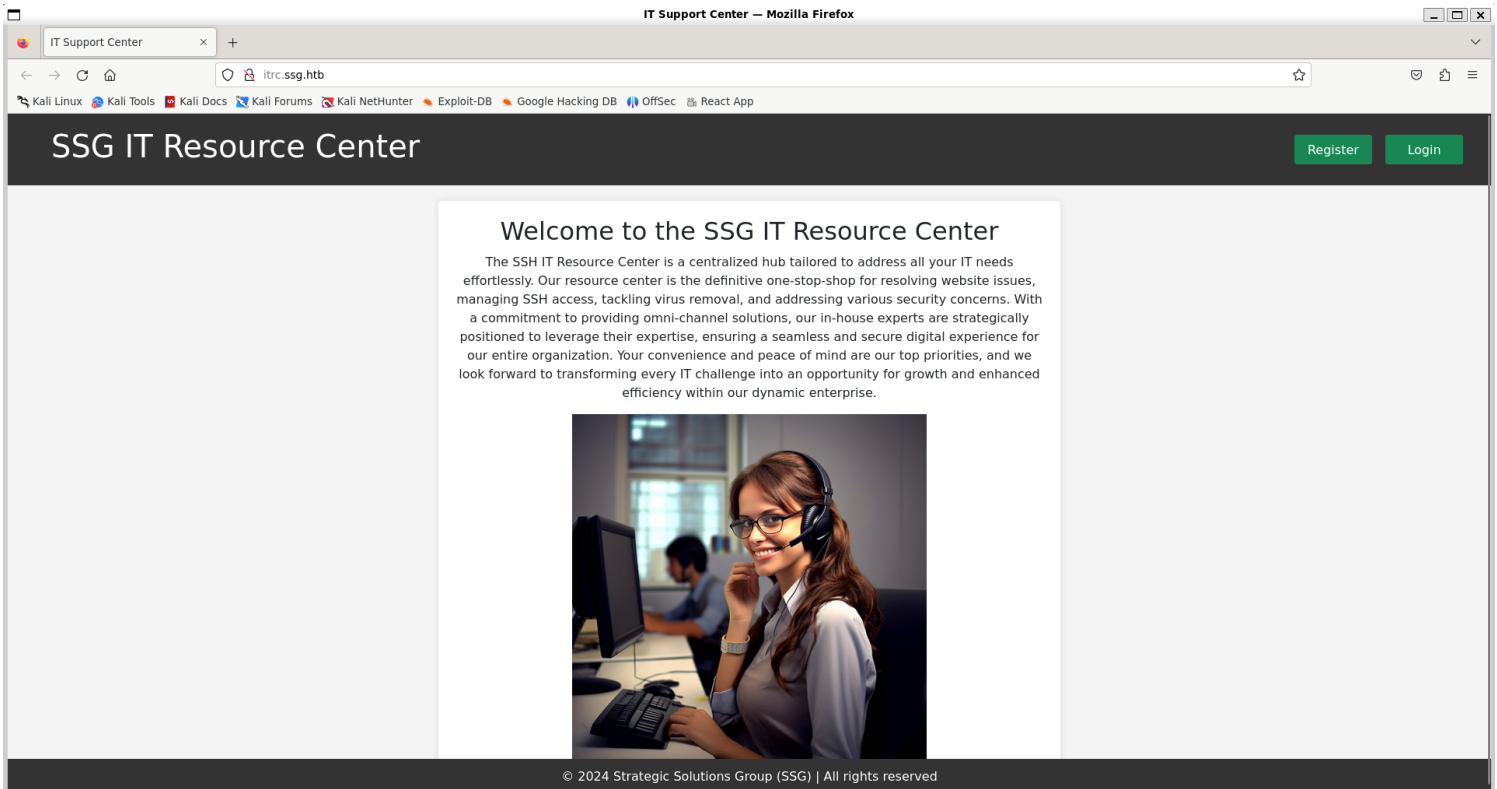 IT Support Center — Mozilla Firefox
IT Support Center
itrc.ssg.htb
Kali Linux Kali Tools Kali Docs Kali Forums Kali NetHunter Exploit-DB Google Hacking DB OffSec React App
SSG IT Resource Center
Register Login
Welcome to the SSG IT Resource Center
The SSH IT Resource Center is a centralized hub tailored to address all your IT needs
effortlessly. Our resource center is the definitive one-stop-shop for resolving website issues,
managing SSH access, tackling virus removal, and addressing various security concerns. With
a commitment to providing omni-channel solutions, our in-house experts are strategically
positioned to leverage their expertise, ensuring a seamless and secure digital experience for
our entire organization. Your convenience and peace of mind are our top priorities, and we
look forward to transforming every IT challenge into an opportunity for growth and enhanced
efficiency within our dynamic enterprise.
© 2024 Strategic Solutions Group (SSG) | All rights reserved